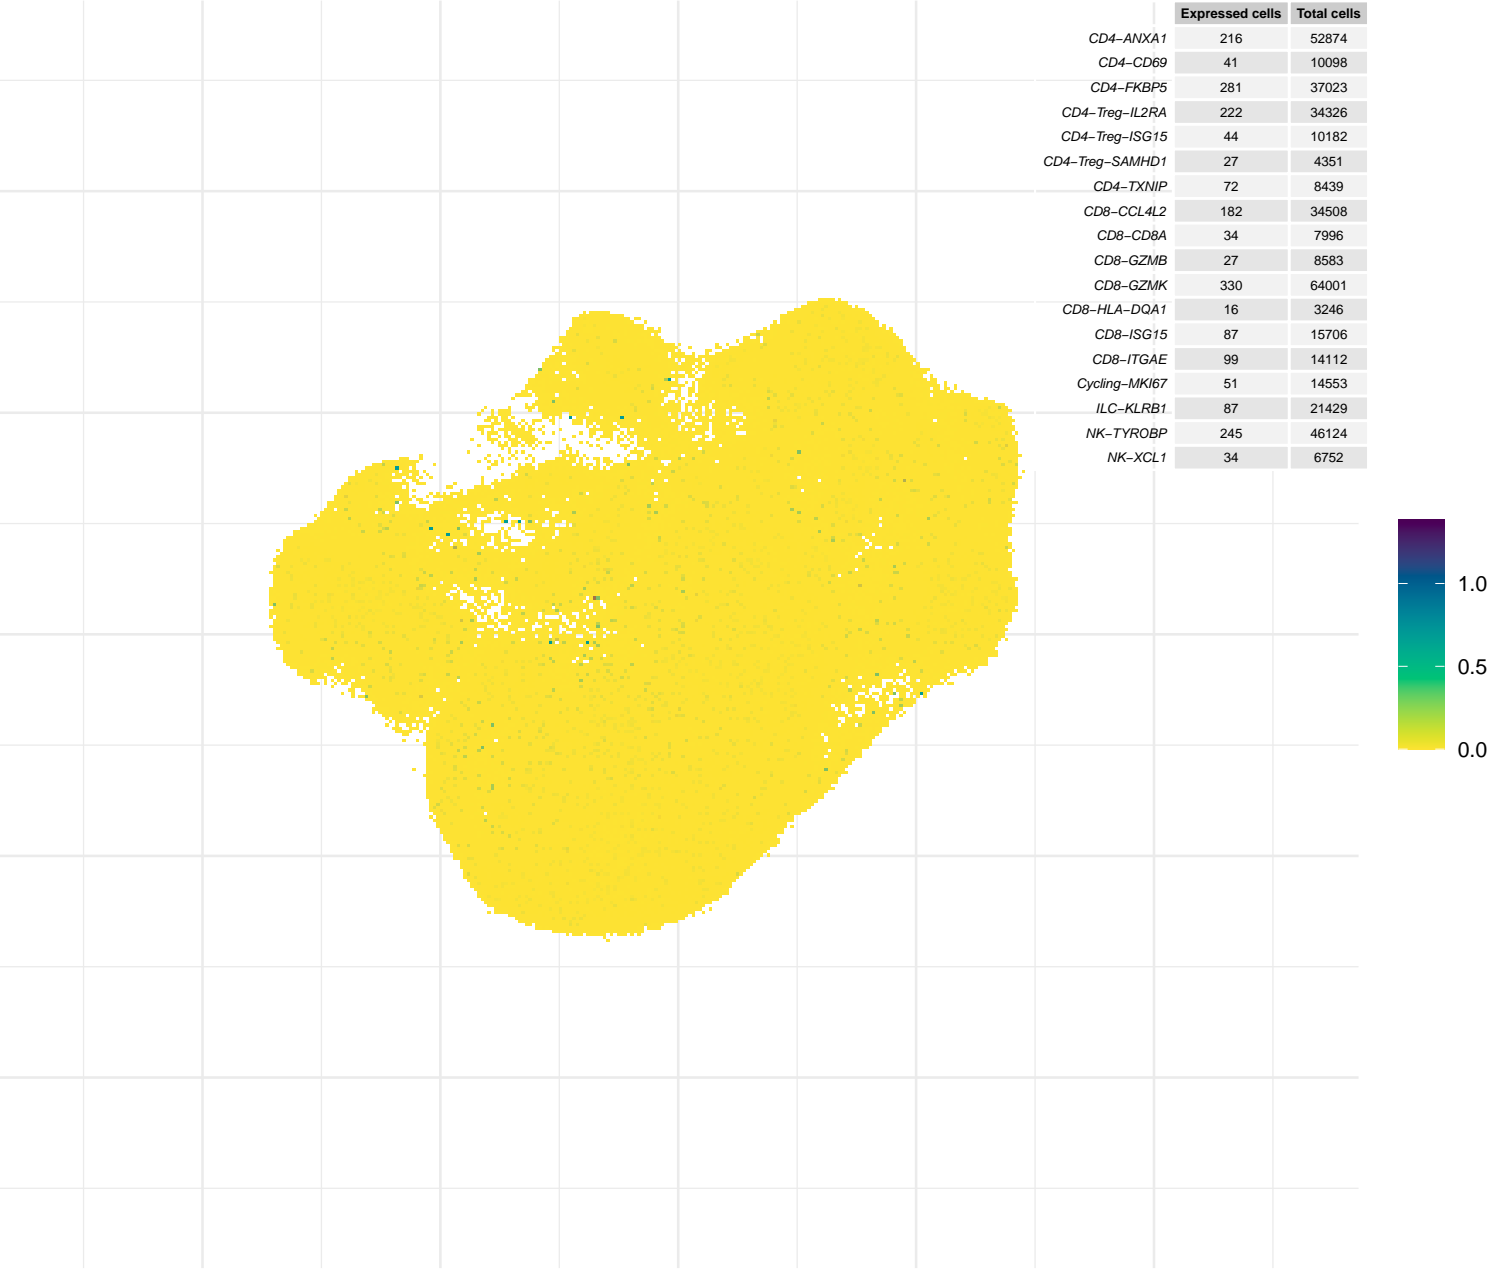 Expressed cells Total cells
CD4−ANXA1 216 52874
CD4−CD69 41 10098
CD4−FKBP5 281 37023
CD4−Treg−IL2RA 222 34326
CD4−Treg−ISG15 44 10182
CD4−Treg−SAMHD1 27 4351
CD4−TXNIP 72 8439
CD8−CCL4L2 182 34508
CD8−CD8A 34 7996
CD8−GZMB 27 8583
CD8−GZMK 330 64001
CD8−HLA−DQA1 16 3246
CD8−ISG15 87 15706
CD8−ITGAE 99 14112
Cycling−MKI67 51 14553
ILC−KLRB1 87 21429
NK−TYROBP 245 46124
NK−XCL1 34 6752
1.0
0.5
0.0